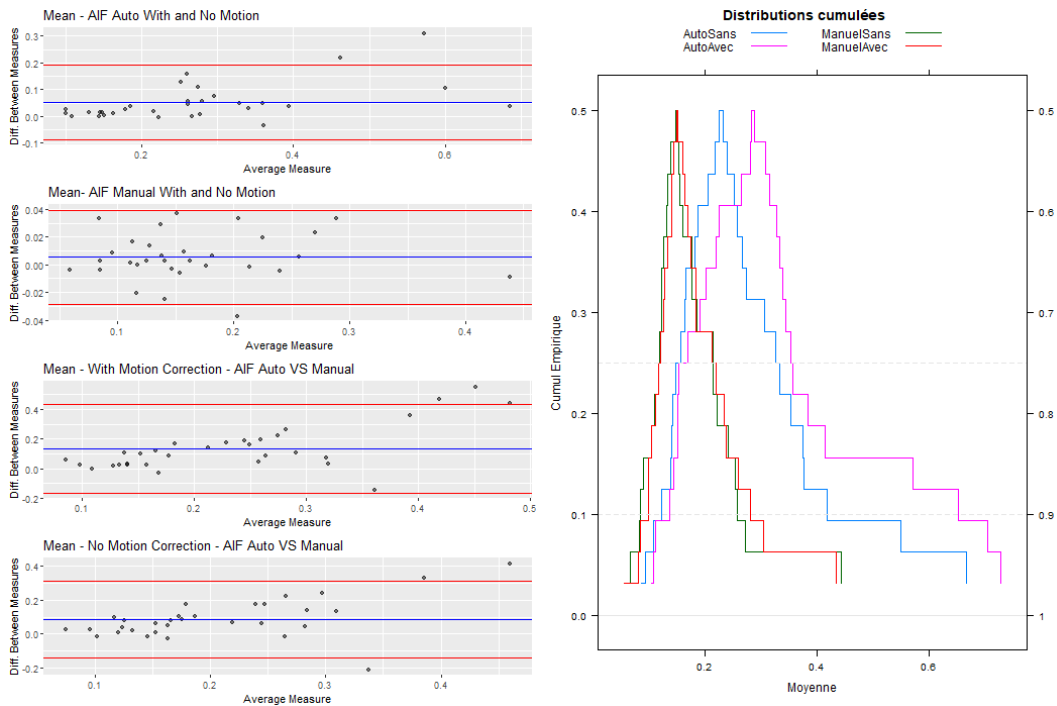 Mean - AIF Auto With and No Motion
Diff. Between Measures
0.3
0.2
0.1
0.0
-0.1
0.2
0.4
0.6
Average Measure
Mean- AIF Manual With and No Motion
Diff. Between Measures
0.04
0.02
0.00
-0.02
-0.04
0.1
0.2
0.3
0.4
Average Measure
Mean - With Motion Correction - AIF Auto VS Manual
Diff. Between Measures
0.4
0.2
0.0
-0.2
0.1
0.2
0.3
0.4
0.5
Average Measure
Mean - No Motion Correction - AIF Auto VS Manual
Diff. Between Measures
0.4
0.2
0.0
-0.2
0.1
0.2
0.3
0.4
Average Measure
Distributions cumulées
AutoSans
ManuelSans
AutoAvec
ManuelAvec
Cumul Empirique
0.5
0.4
0.3
0.2
0.1
0.0
0.5
0.6
0.7
0.8
0.9
1
0.2
0.4
0.6
Moyenne